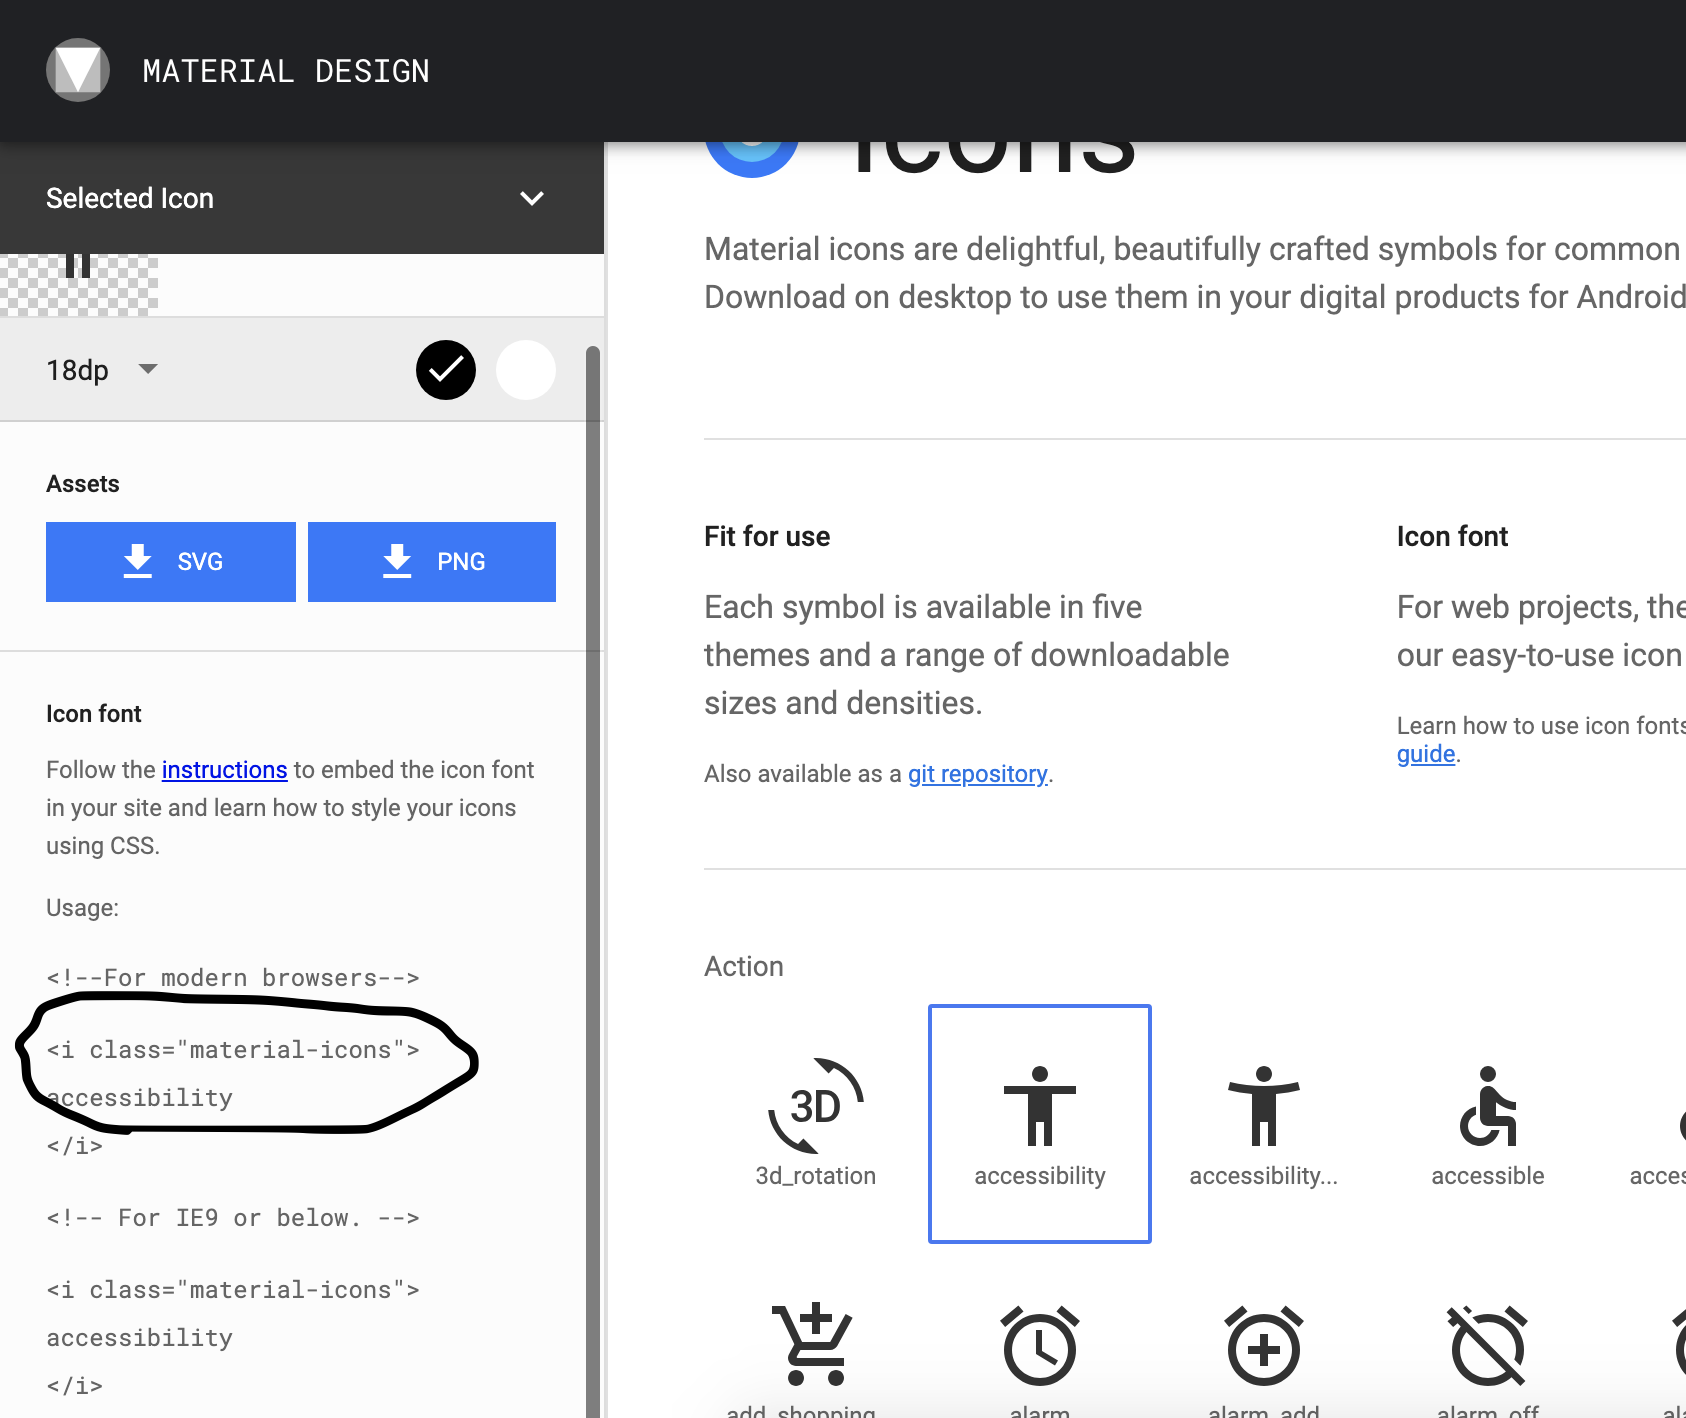 MATERIAL DESIGN
Selected Icon
18dp
Assets
SVG
PNG
Icon font
Follow the instructions to embed the icon font
in your site and learn how to style your icons
using CSS.
Usage:
<!--For modern browsers-->
<i class="material-icons">
accessibility
</i>
<!-- For IE9 or below. -->
<i class="material-icons">
accessibility
</i>
Icons
Material icons are delightful, beautifully crafted symbols for common
Download on desktop to use them in your digital products for Android
Fit for use
Each symbol is available in five
themes and a range of downloadable
sizes and densities.
Also available as a git repository.
Icon font
For web projects, the
our easy-to-use icon
Learn how to use icon fonts
guide.
Action
3D
3d_rotation
accessibility
accessibility...
accessible
acces
add_shopping
alarm
alarm_add
alarm_off